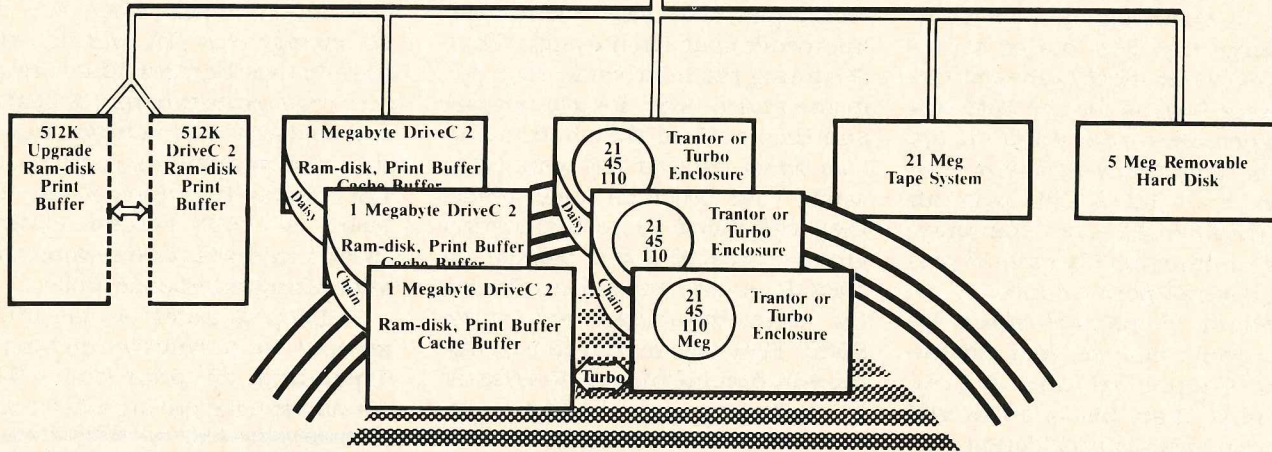 512K
Upgrade
Ram-disk
Print
Buffer
512K
DriveC 2
Ram-disk
Print
Buffer
1 Megabyte DriveC 2
Ram-disk, Print Buffer
Cache Buffer
Daisy
1 Megabyte DriveC 2
Ram-disk, Print Buffer
Cache Buffer
Chain
1 Megabyte DriveC 2
Ram-disk, Print Buffer
Cache Buffer
21
45
110
Trantor or
Turbo
Enclosure
Daisy
21
45
110
Trantor or
Turbo
Enclosure
Chain
21
45
110
Meg
Trantor or
Turbo
Enclosure
Turbo
21 Meg
Tape System
5 Meg Removable
Hard Disk